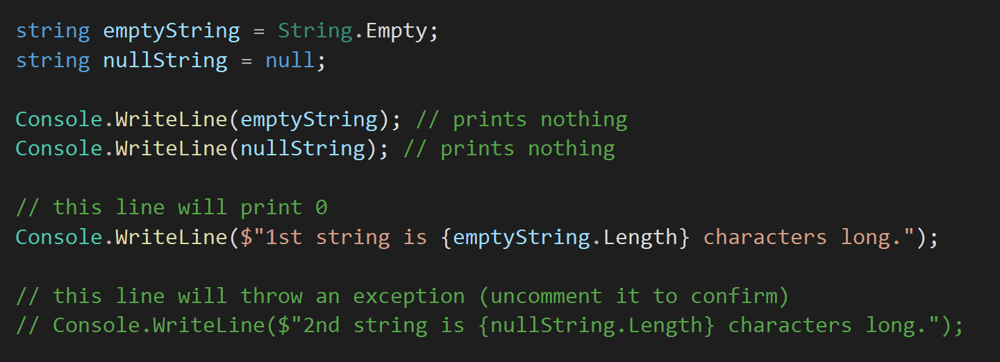 string emptyString = String.Empty;
string nullString = null;
Console.WriteLine(emptyString); // prints nothing
Console.WriteLine(nullString); // prints nothing
// this line will print 0
Console.WriteLine($"1st string is {emptyString.Length} characters long.");
// this line will throw an exception (uncomment it to confirm)
// Console.WriteLine($"2nd string is {nullString.Length} characters long.");